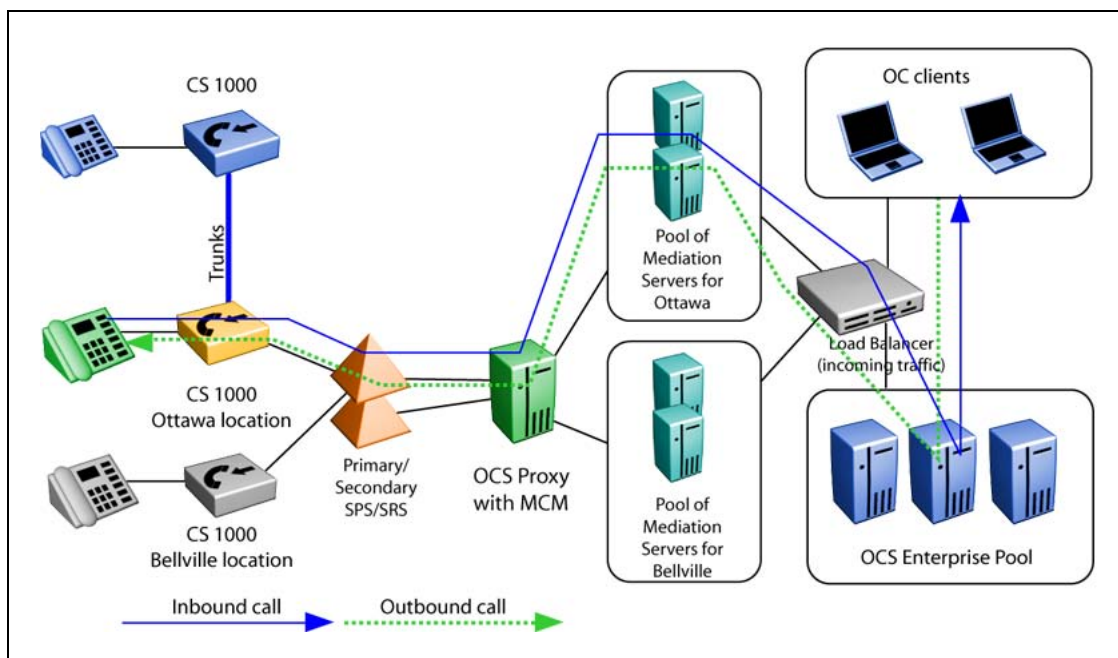 CS 1000
OC clients
Trunks
Pool of
Mediation
Servers for
Ottawa
Load Balancer
(incoming traffic)
CS 1000
Ottawa location
Primary/
Secondary
SPS/SRS
OCS Proxy
with MCM
Pool of
Mediation
Servers for
Bellville
CS 1000
Bellville location
OCS Enterprise Pool
Inbound call
Outbound call